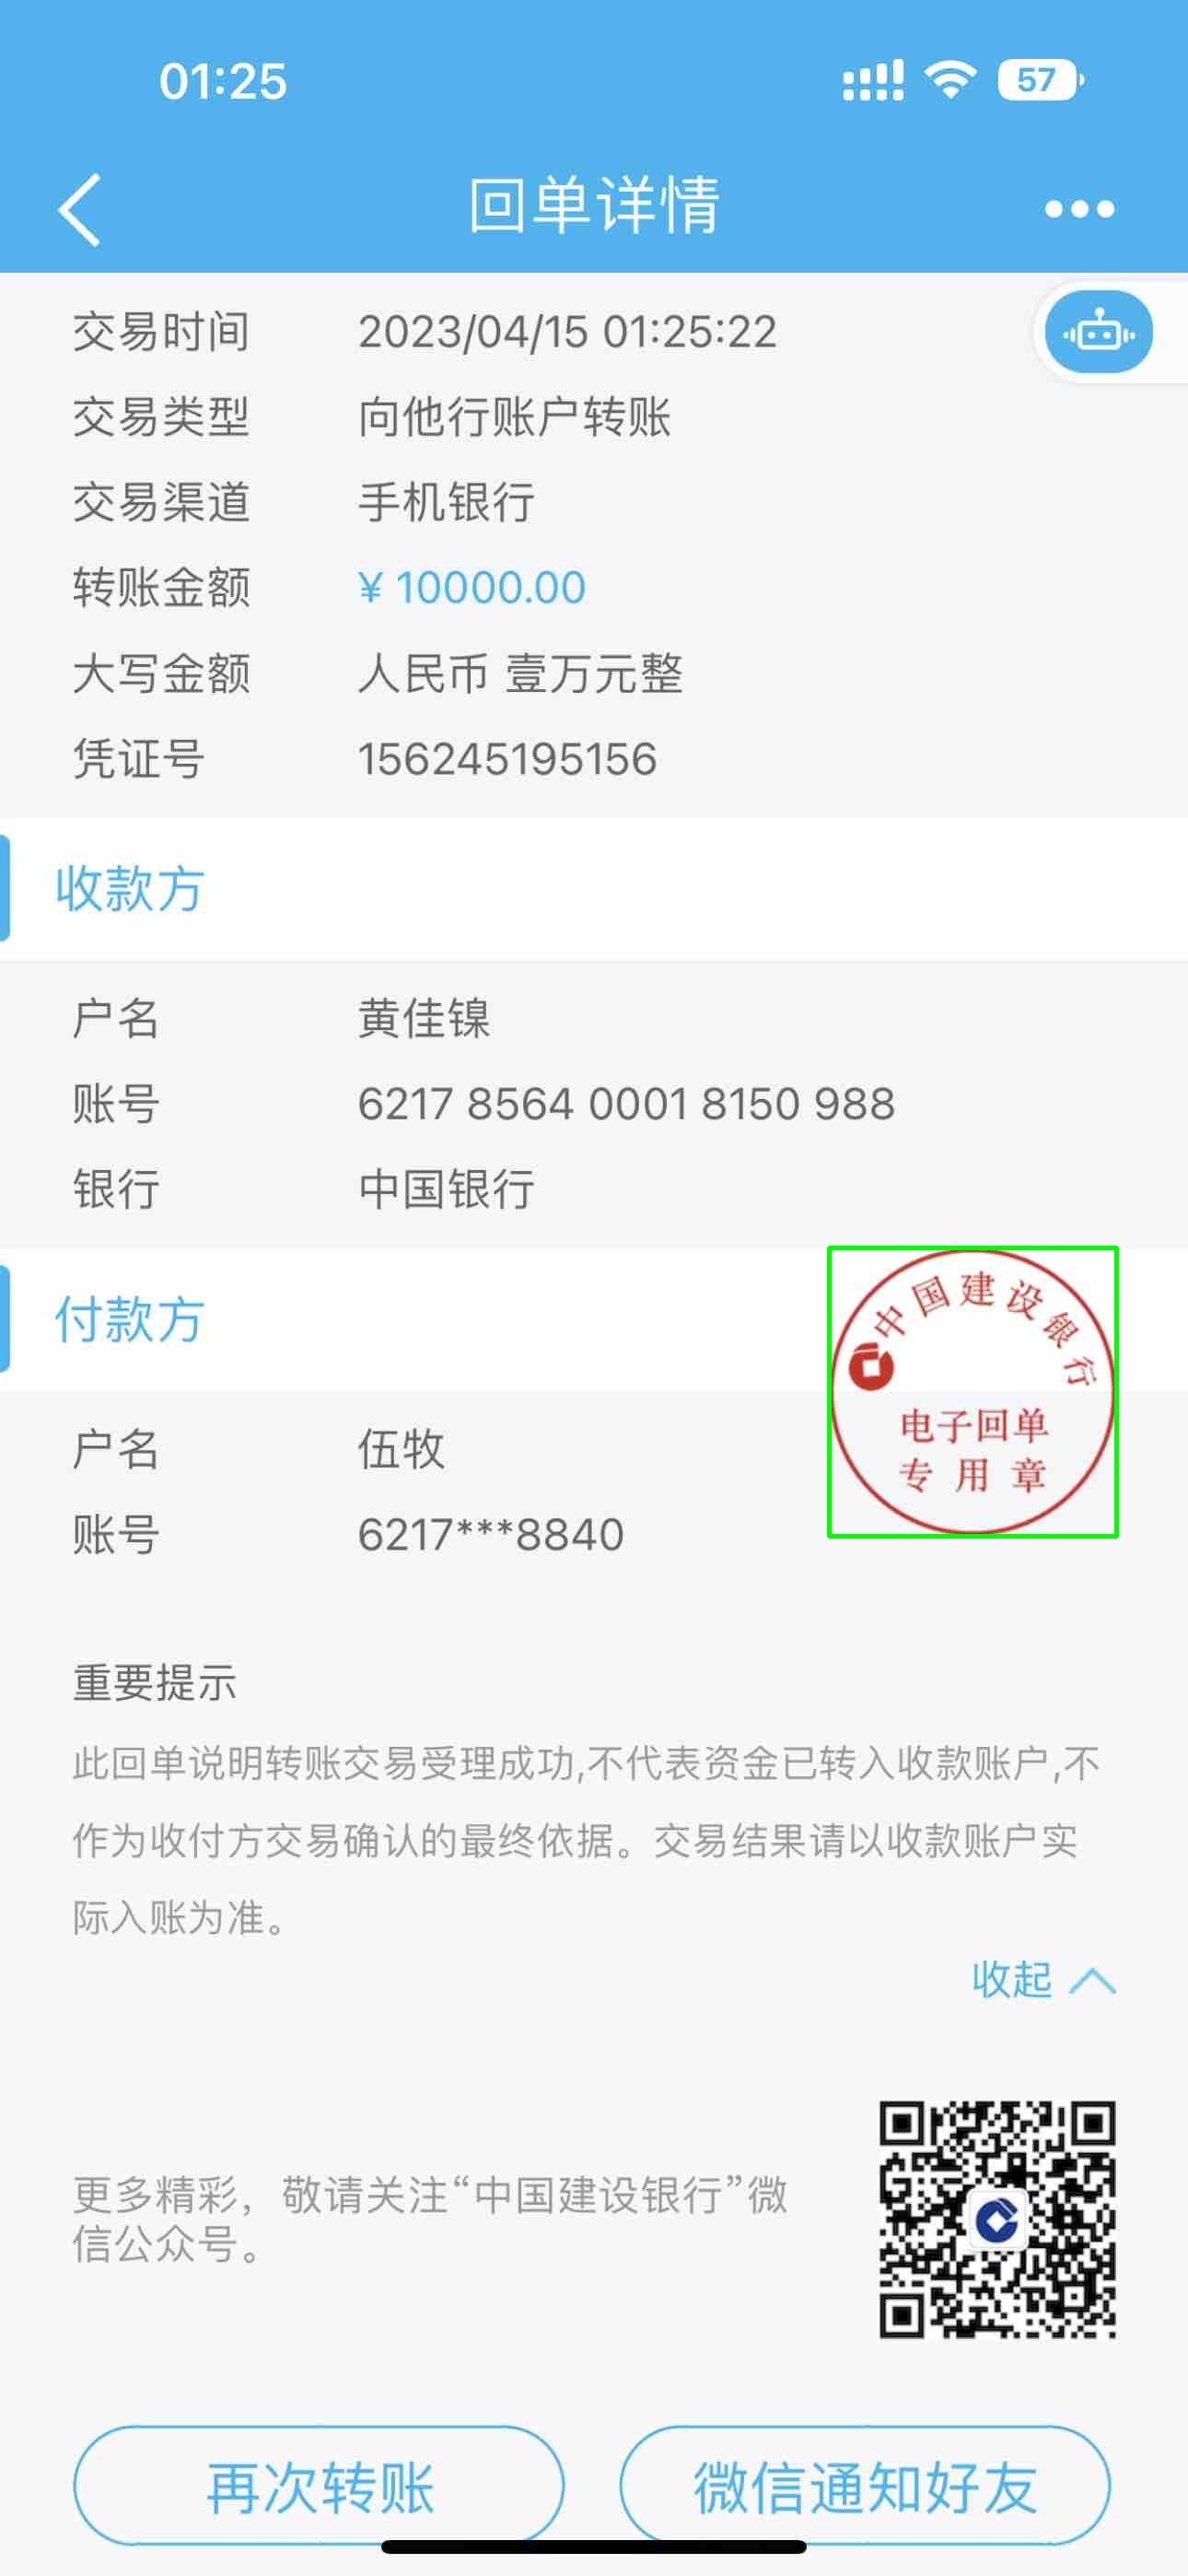 01:25
57
回单详情
交易时间 2023/04/15 01:25:22
交易类型 向他行账户转账
交易渠道 手机银行
转账金额 ¥ 10000.00
大写金额 人民币 壹万元整
凭证号 156245195156
收款方
户名 黄佳镍
账号 6217 8564 0001 8150 988
银行 中国银行
付款方
中国建设银行
电子回单
专用章
户名 伍牧
账号 6217***8840
重要提示
此回单说明转账交易受理成功,不代表资金已转入收款账户,不
作为收付方交易确认的最终依据。交易结果请以收款账户实
际入账为准。
收起
更多精彩，敬请关注“中国建设银行”微
信公众号。
再次转账 微信通知好友